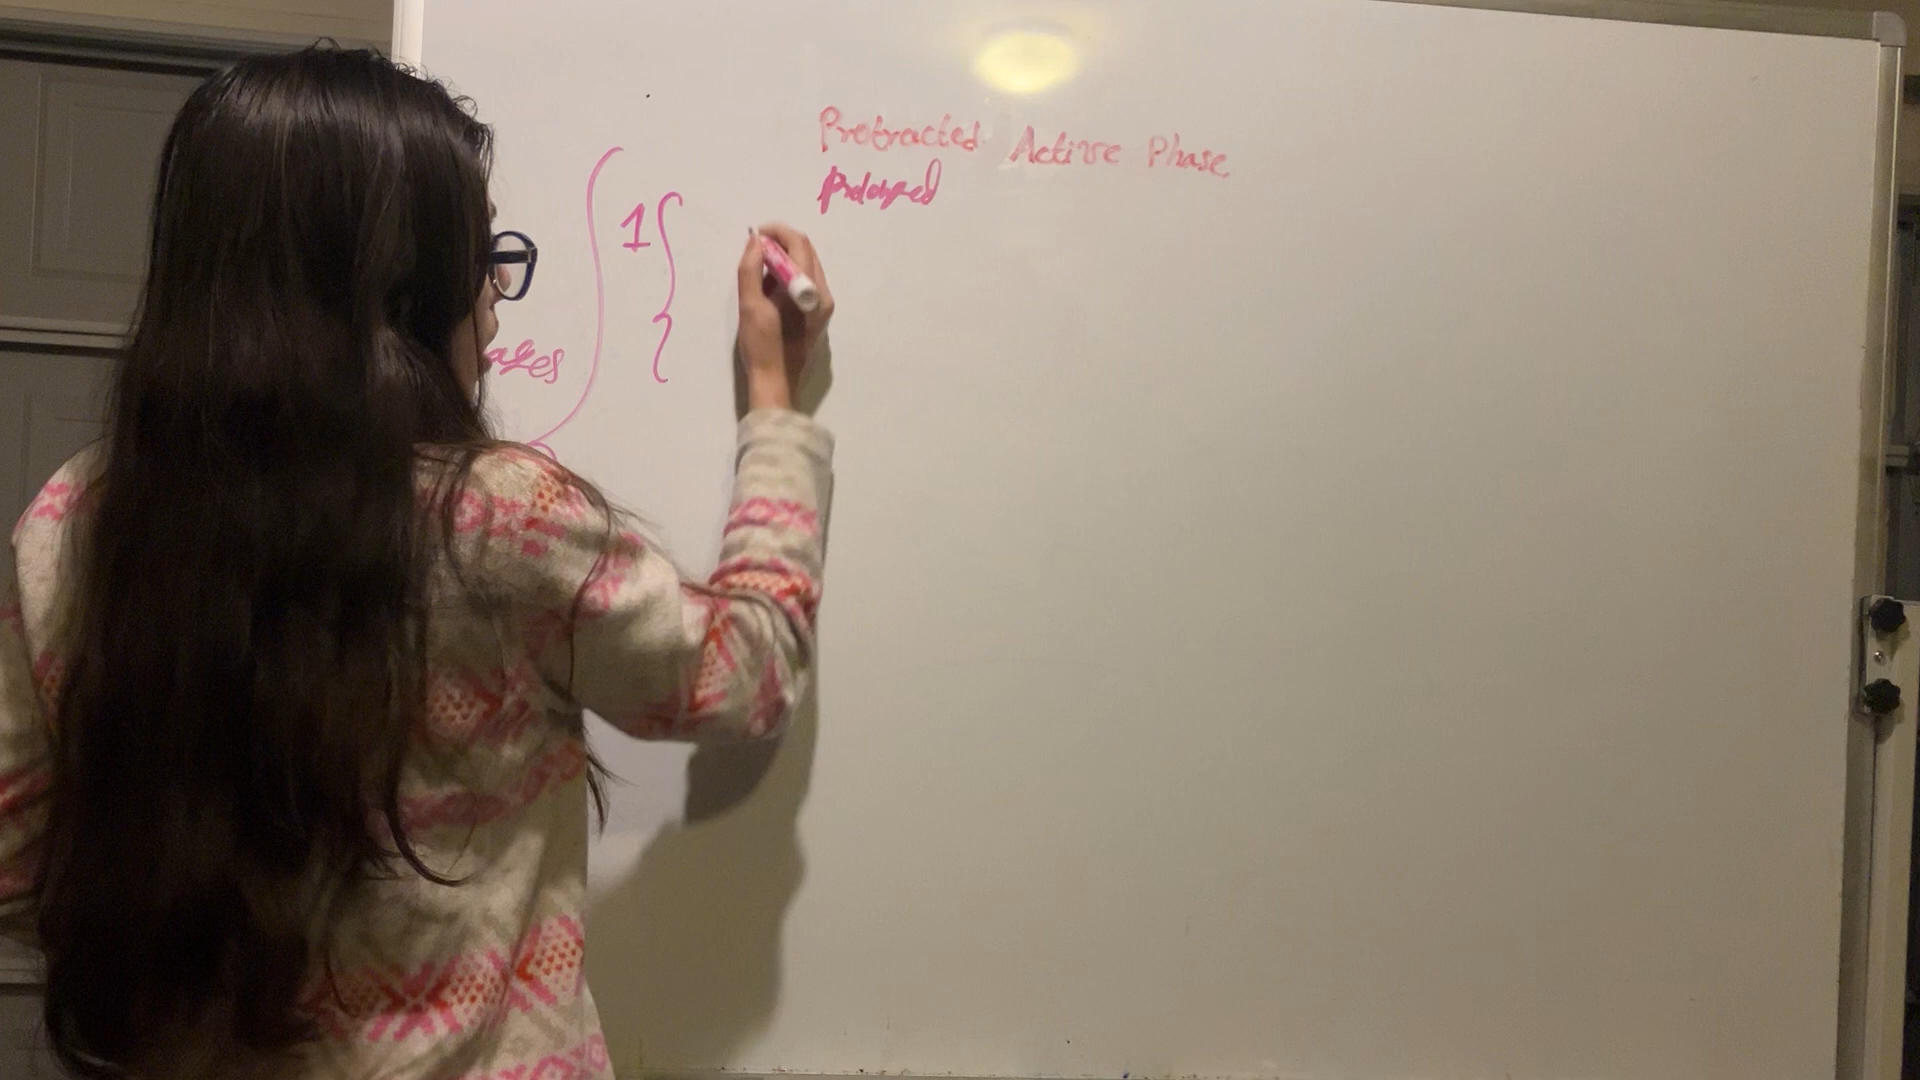 Protracted Active Phase
Prolonged
1
ages